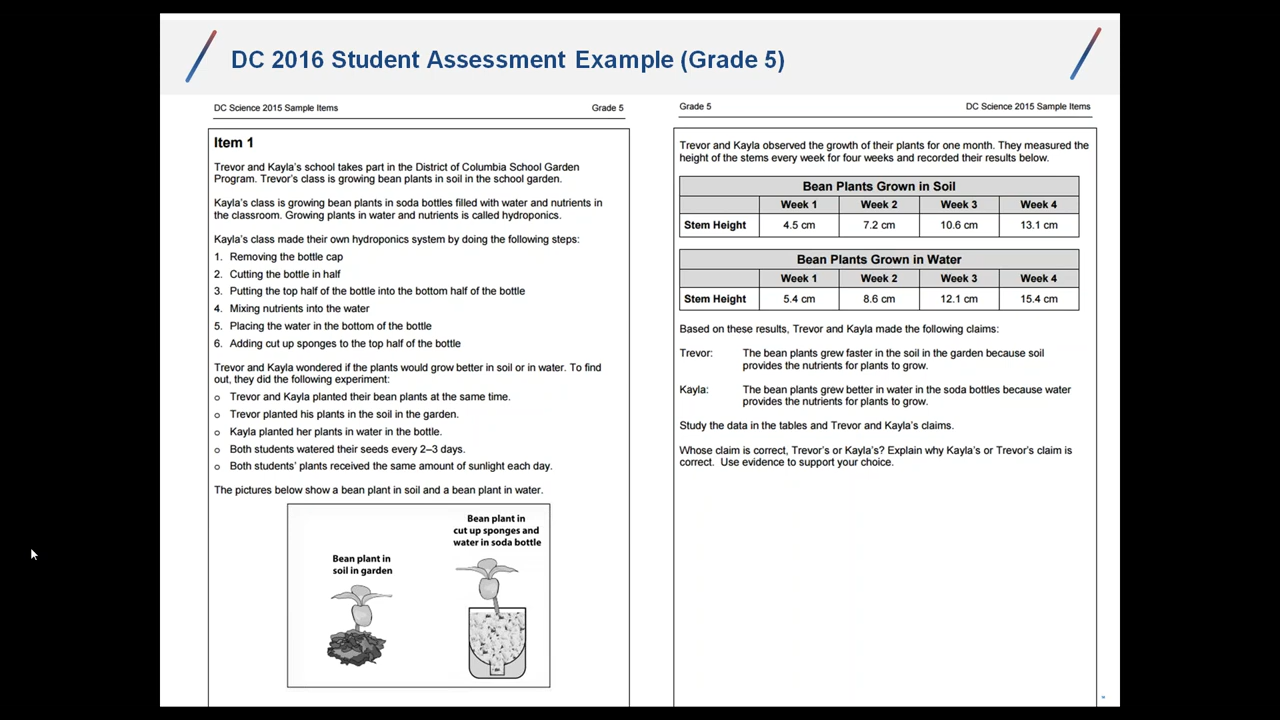 DC 2016 Student Assessment Example (Grade 5)
DC Science 2015 Sample Items
Grade 5
Item 1
Trevor and Kayla's school takes part in the District of Columbia School Garden
Program. Trevor's class is growing bean plants in soil in the school garden.
Kayla's class is growing bean plants in soda bottles filled with water and nutrients in
the classroom. Growing plants in water and nutrients is called hydroponics.
Kayla's class made their own hydroponics system by doing the following steps:
1. Removing the bottle cap
2. Cutting the bottle in half
3. Putting the top half of the bottle into the bottom half of the bottle
4. Mixing nutrients into the water
5. Placing the water in the bottom of the bottle
6. Adding cut up sponges to the top half of the bottle
Trevor and Kayla wondered if the plants would grow better in soil or in water. To find
out, they did the following experiment:
o Trevor and Kayla planted their bean plants at the same time.
o Trevor planted his plants in the soil in the garden.
o Kayla planted her plants in water in the bottle.
o Both students watered their seeds every 2–3 days.
o Both students' plants received the same amount of sunlight each day.
The pictures below show a bean plant in soil and a bean plant in water.
Bean plant in
soil in garden
Bean plant in
cut up sponges and
water in soda bottle
Grade 5
DC Science 2015 Sample Items
Trevor and Kayla observed the growth of their plants for one month. They measured the
height of the stems every week for four weeks and recorded their results below.
Bean Plants Grown in Soil
Week 1 Week 2 Week 3 Week 4
Stem Height 4.5 cm 7.2 cm 10.6 cm 13.1 cm
Bean Plants Grown in Water
Week 1 Week 2 Week 3 Week 4
Stem Height 5.4 cm 8.6 cm 12.1 cm 15.4 cm
Based on these results, Trevor and Kayla made the following claims:
Trevor: The bean plants grew faster in the soil in the garden because soil
provides the nutrients for plants to grow.
Kayla: The bean plants grew better in water in the soda bottles because water
provides the nutrients for plants to grow.
Study the data in the tables and Trevor and Kayla's claims.
Whose claim is correct, Trevor's or Kayla's? Explain why Kayla's or Trevor's claim is
correct. Use evidence to support your choice.